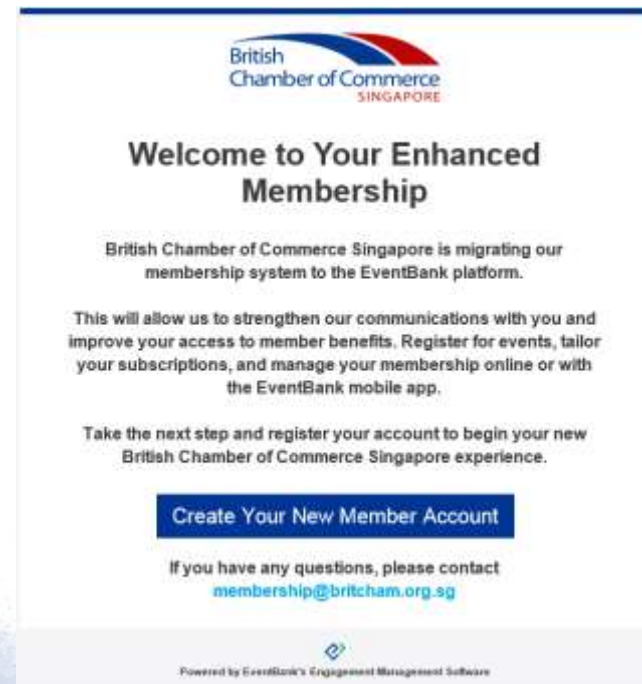 British
Chamber of Commerce
SINGAPORE
Welcome to Your Enhanced
Membership
British Chamber of Commerce Singapore is migrating our
membership system to the EventBank platform.
This will allow us to strengthen our communications with you and
improve your access to member benefits. Register for events, tailor
your subscriptions, and manage your membership online or with
the EventBank mobile app.
Take the next step and register your account to begin your new
British Chamber of Commerce Singapore experience.
Create Your New Member Account
If you have any questions, please contact
membership@britcham.org.sg
Powered by EventBank's Engagement Management Software